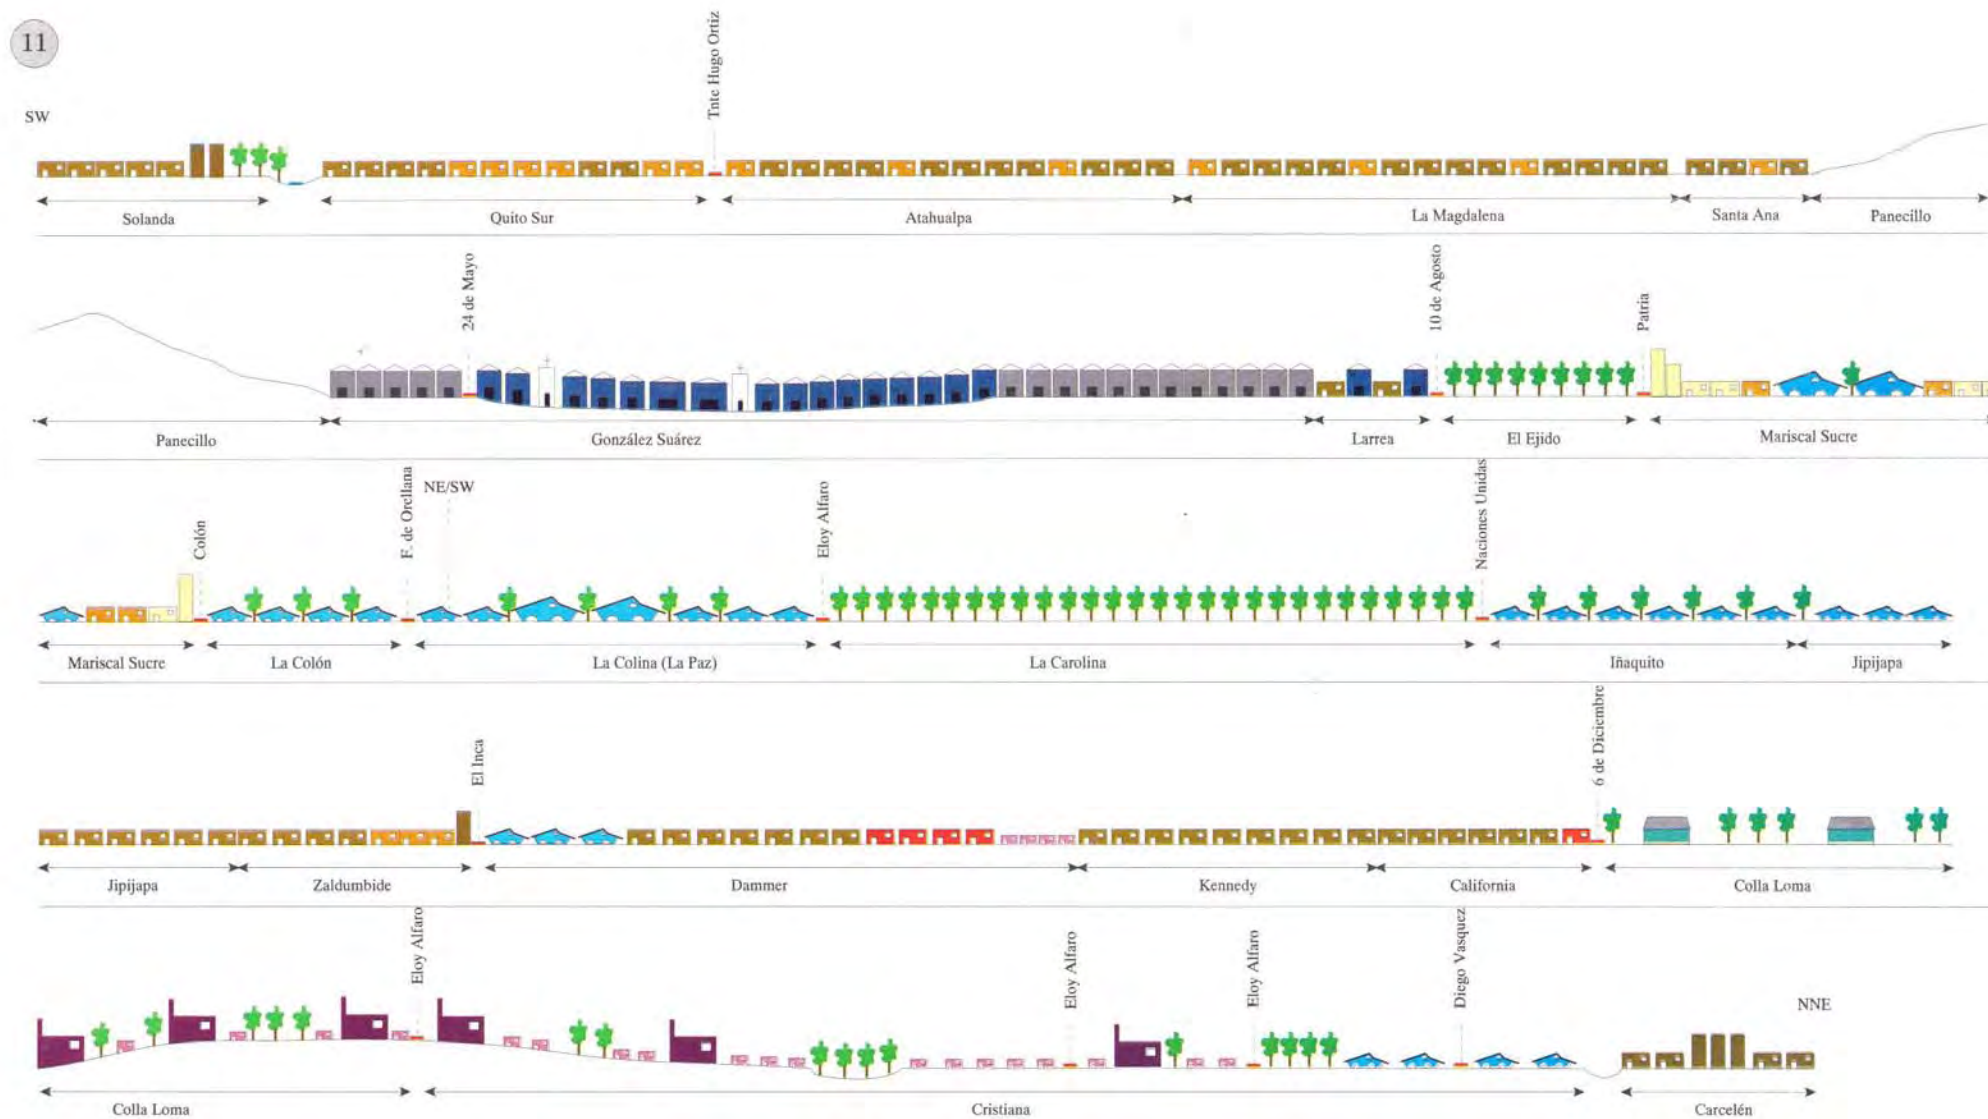 11
SW
Tnte Hugo Ortiz
Solanda
Quito Sur
Atahualpa
La Magdalena
Santa Ana
Panecillo
24 de Mayo
10 de Agosto
Patria
Panecillo
González Suárez
Larrea
El Ejido
Mariscal Sucre
Colón
F. de Orellana
NE/SW
Eloy Alfaro
Naciones Unidas
Mariscal Sucre
La Colón
La Colina (La Paz)
La Carolina
Iñaquito
Jipijapa
El Inca
6 de Diciembre
Jipijapa
Zaldumbide
Dammer
Kennedy
California
Colla Loma
Eloy Alfaro
Eloy Alfaro
Eloy Alfaro
Diego Vasquez
NNE
Colla Loma
Cristiana
Carcelén